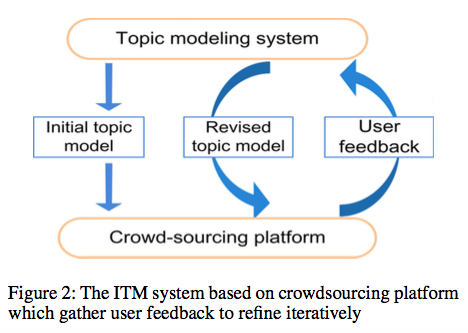 Topic modeling system
Initial topic
model
Revised
topic model
User
feedback
Crowd-sourcing platform
Figure 2: The ITM system based on crowdsourcing platform
which gather user feedback to refine iteratively